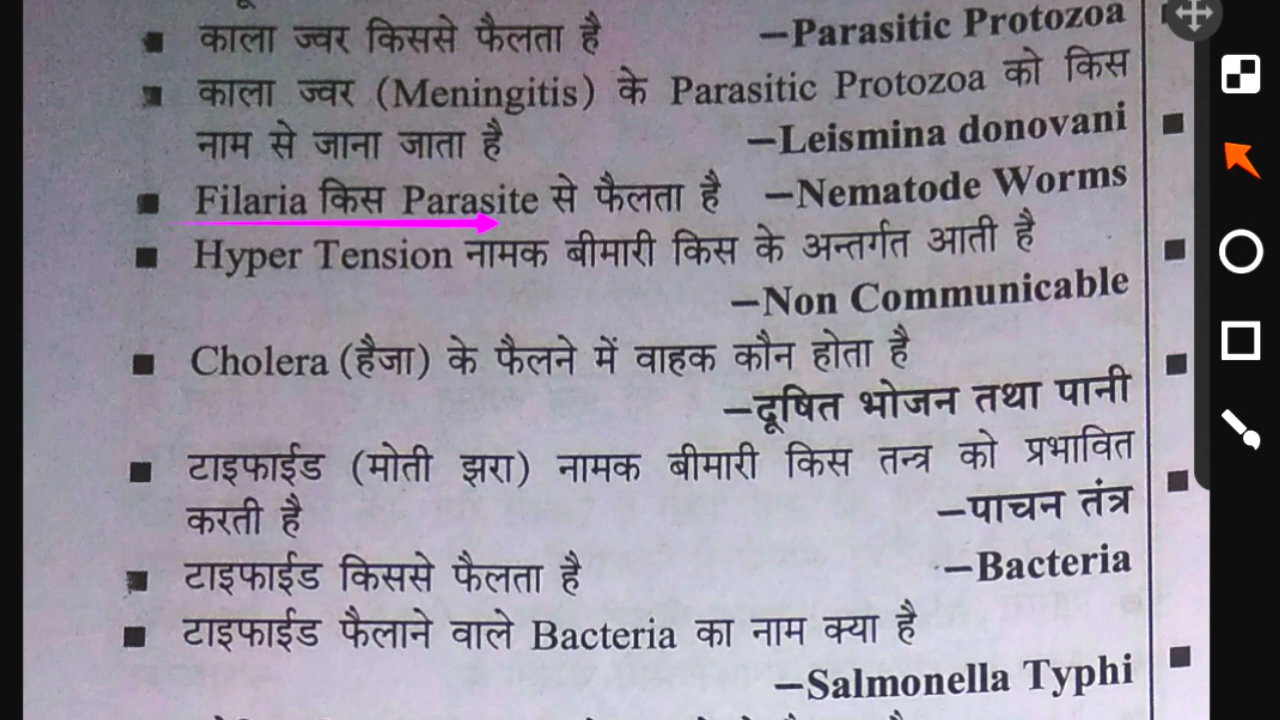 काला ज्वर किससे फैलता है –Parasitic Protozoa
काला ज्वर (Meningitis) के Parasitic Protozoa को किस
नाम से जाना जाता है –Leismina donovani
Filaria किस Parasite से फैलता है –Nematode Worms
Hyper Tension नामक बीमारी किस के अन्तर्गत आती है
–Non Communicable
Cholera (हैजा) के फैलने में वाहक कौन होता है
–दूषित भोजन तथा पानी
टाइफाईड (मोती झरा) नामक बीमारी किस तन्त्र को प्रभावित
करती है –पाचन तंत्र
टाइफाईड किससे फैलता है –Bacteria
टाइफाईड फैलाने वाले Bacteria का नाम क्या है
–Salmonella Typhi